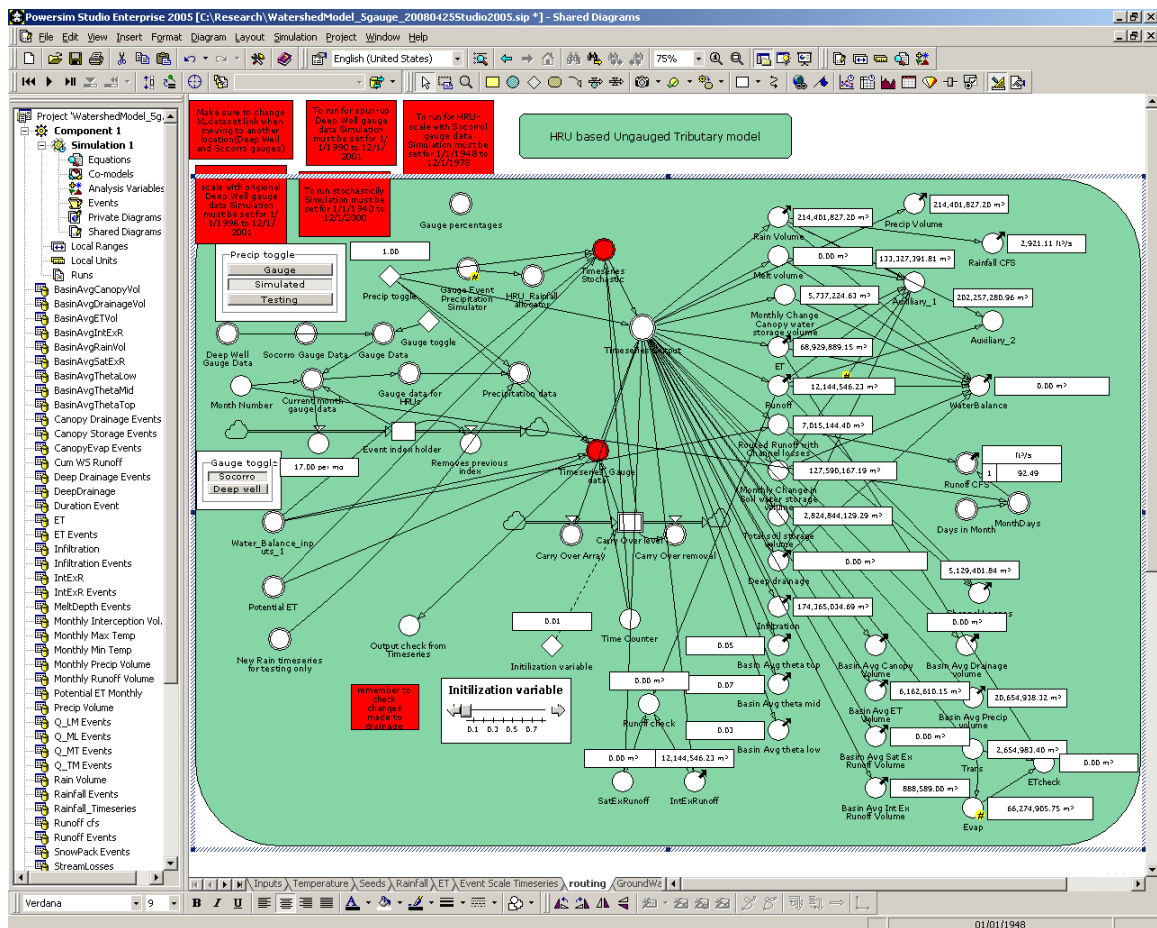 Powersim Studio Enterprise 2005 [C:\Research\WatershedModel_5gauge_20080425Studio2005.sip *] - Shared Diagrams
File Edit View Insert Format Diagram Layout Simulation Project Window Help
English (United States)
75%
Project 'WatershedModel_5g
Component 1
Simulation 1
Equations
Co-models
Analysis Variables
Events
Private Diagrams
Shared Diagrams
Local Ranges
Local Units
Runs
BasinAvgCanopyVol
BasinAvgDrainageVol
BasinAvgETVol
BasinAvgIntExR
BasinAvgRainVol
BasinAvgSatExR
BasinAvgThetaLow
BasinAvgThetaMid
BasinAvgThetaTop
Canopy Drainage Events
Canopy Storage Events
CanopyEvap Events
Cum WS Runoff
Deep Drainage Events
DeepDrainage
Duration Event
ET
ET Events
Infiltration
Infiltration Events
IntExR
IntExR Events
MeltDepth Events
Monthly Interception Vol.
Monthly Max Temp
Monthly Min Temp
Monthly Precip Volume
Monthly Runoff Volume
Potential ET Monthly
Precip Volume
Q_LM Events
Q_ML Events
Q_MT Events
Q_TM Events
Rain Volume
Rainfall Events
Rainfall_Timeseries
Runoff cfs
Runoff Events
SnowPack Events
StreamLosses
Make sure to change
XLdataset link when
moving to another
location(Deep Well
and Socorro gauges)
To run for spun-up
Deep Well gauge
data Simulation
must be set for 1/
1/1990 to 12/1/
2001
To run for HRU-
scale with Socorrol
gauge data
Simulation must be
set for 1/1/1948 to
12/1/1978
HRU based Ungauged Tributary model
scale with origional
Deep Well gauge
data Simulation
must be set for 1/
1/1996 to 12/1/
2001
To run stochasticily
Simulation must be
set for 1/1/1940 to
12/1/2000
Gauge percentages
Precip toggle
Gauge
Simulated
Testing
1.00
Precip toggle
Gauge Event
Precipitation
Simulator
HRU_Rainfall
allocator
Timeseries
Stochastic
Timeseries Output
Gauge toggle
Deep Well
Gauge Data
Socorro Gauge Data
Gauge Data
Month Number
Current month
gauge data
Gauge data for
HRUs
Precipitation data
Event index holder
Removes previous
index
17.00 per mo
Gauge toggle
Socorro
Deep well
Timeseries_Gauge
data
Water_Balance_inp
uts_1
Carry Over Array
Carry Over level
Carry Over removal
Potential ET
New Rain timeseries
for testing only
Output check from
Timeseries
0.01
Initilization variable
Time Counter
remember to
check
changes
made to
drainage
Initilization variable
0.1 0.3 0.5 0.7
0.00 m³
Runoff check
0.00 m³
SatExRunoff
12,144,546.23 m³
IntExRunoff
214,401,827.20 m³
Rain Volume
0.00 m³
Melt volume
5,737,224.63 m³
Monthly Change
Canopy water
storage volume
68,929,889.15 m³
ET
12,144,546.23 m³
Runoff
7,015,144.40 m³
Routed Runoff with
Channel losses
127,590,167.19 m³
Monthly Change in
Soil water storage
volume
2,824,844,129.29 m³
Total soil storage
volume
0.00 m³
Deep drainage
174,365,034.69 m³
Infiltration
0.05
Basin Avg theta top
0.07
Basin Avg theta mid
0.03
Basin Avg theta low
214,401,827.20 m³
Precip Volume
2,921.11 ft³/s
Rainfall CFS
133,327,391.81 m³
Auxiliary_1
202,257,280.96 m³
Auxiliary_2
0.00 m³
WaterBalance
ft³/s
1 92.49
Runoff CFS
Days in Month
MonthDays
5,129,401.84 m³
0.00 m³
Basin Avg Canopy
Volume
Basin Avg Drainage
volume
6,162,610.15 m³
Basin Avg ET
Volume
20,654,938.32 m³
Basin Avg Precip
volume
0.00 m³
Basin Avg Sat Ex
Runoff Volume
2,654,983.40 m³
Trans
0.00 m³
ETcheck
888,589.00 m³
Basin Avg Int Ex
Runoff Volume
66,274,905.75 m³
Evap
Inputs Temperature Seeds Rainfall ET Event Scale Timeseries routing GroundWa
Verdana 9 B I U
01/01/1948